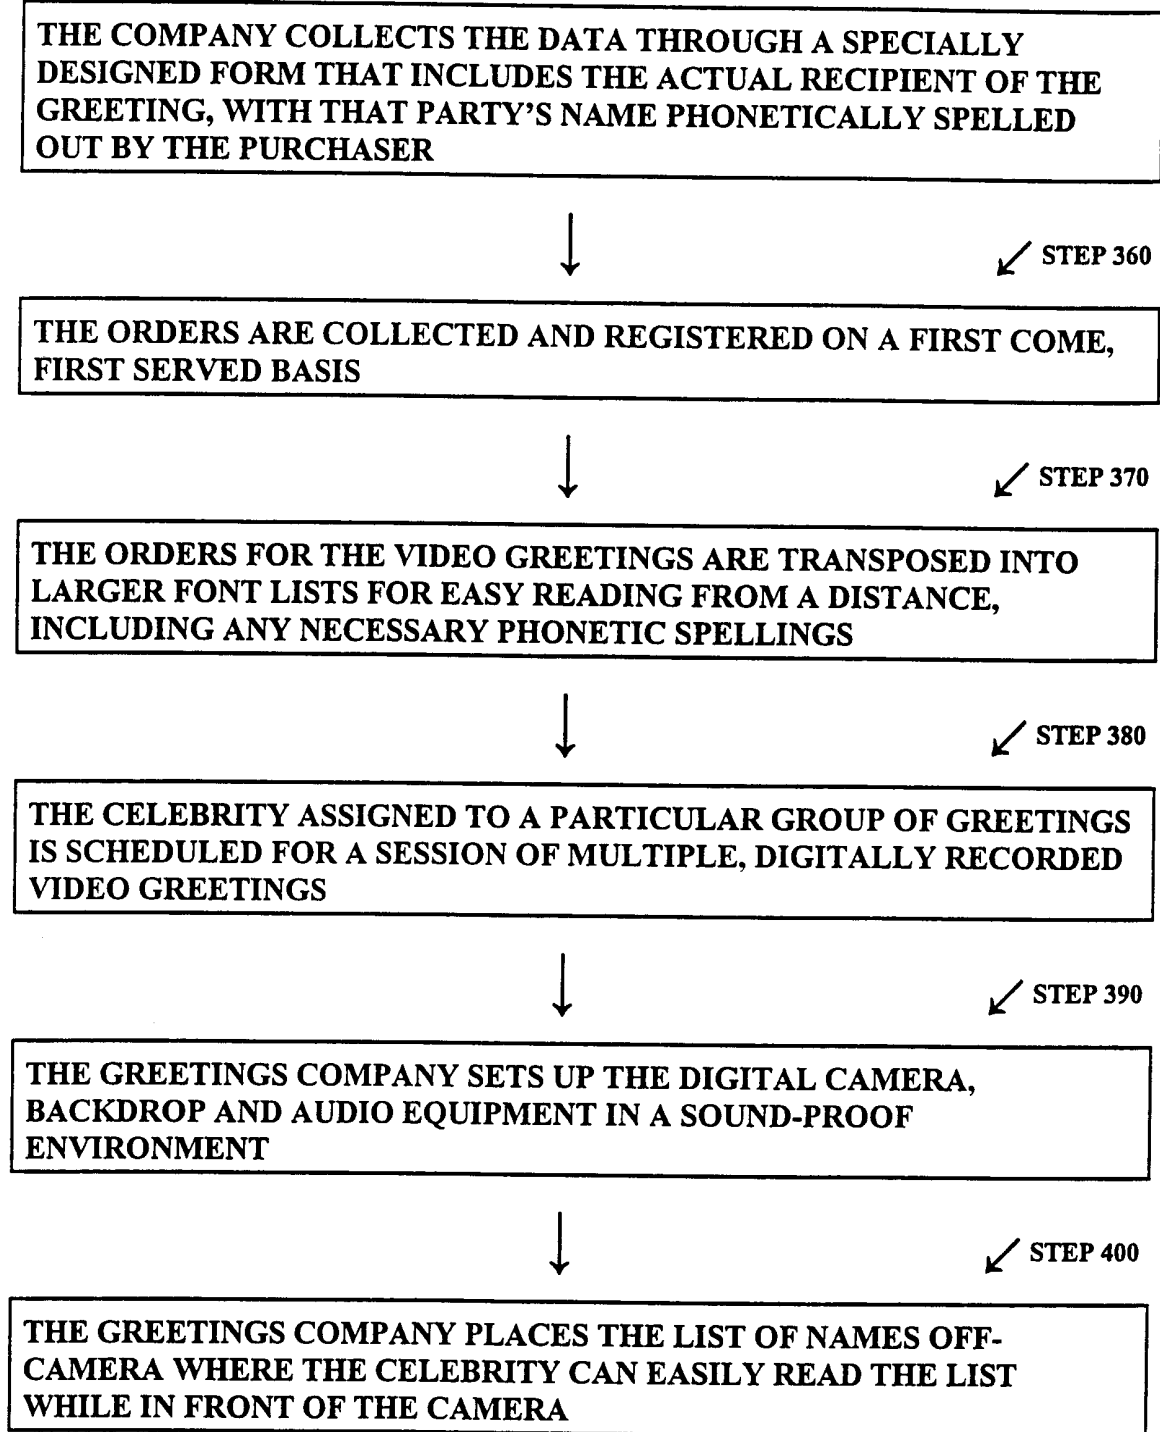 THE COMPANY COLLECTS THE DATA THROUGH A SPECIALLY
DESIGNED FORM THAT INCLUDES THE ACTUAL RECIPIENT OF THE
GREETING, WITH THAT PARTY'S NAME PHONETICALLY SPELLED
OUT BY THE PURCHASER
STEP 360
THE ORDERS ARE COLLECTED AND REGISTERED ON A FIRST COME,
FIRST SERVED BASIS
STEP 370
THE ORDERS FOR THE VIDEO GREETINGS ARE TRANSPOSED INTO
LARGER FONT LISTS FOR EASY READING FROM A DISTANCE,
INCLUDING ANY NECESSARY PHONETIC SPELLINGS
STEP 380
THE CELEBRITY ASSIGNED TO A PARTICULAR GROUP OF GREETINGS
IS SCHEDULED FOR A SESSION OF MULTIPLE, DIGITALLY RECORDED
VIDEO GREETINGS
STEP 390
THE GREETINGS COMPANY SETS UP THE DIGITAL CAMERA,
BACKDROP AND AUDIO EQUIPMENT IN A SOUND-PROOF
ENVIRONMENT
STEP 400
THE GREETINGS COMPANY PLACES THE LIST OF NAMES OFF-
CAMERA WHERE THE CELEBRITY CAN EASILY READ THE LIST
WHILE IN FRONT OF THE CAMERA